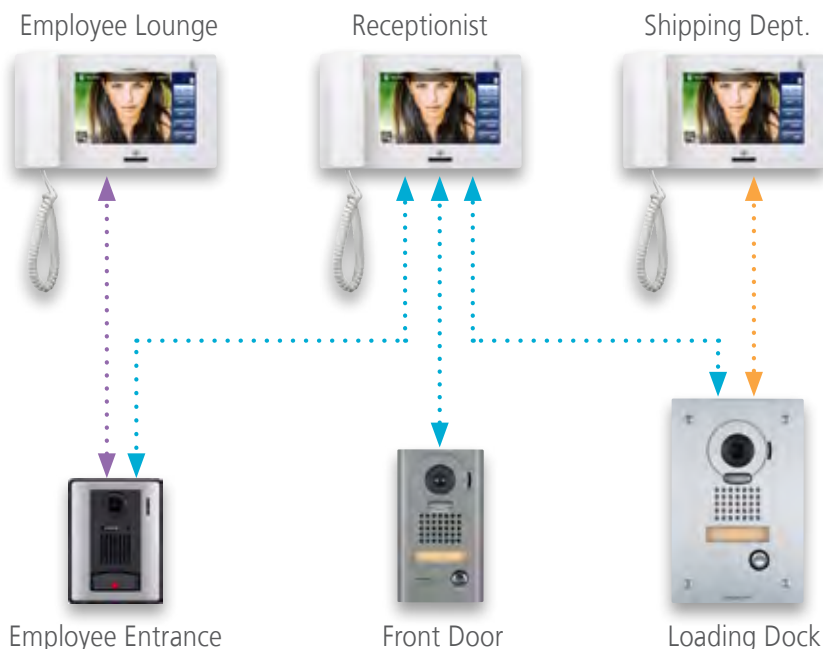 Employee Lounge
Receptionist
Shipping Dept.
Employee Entrance
Front Door
Loading Dock